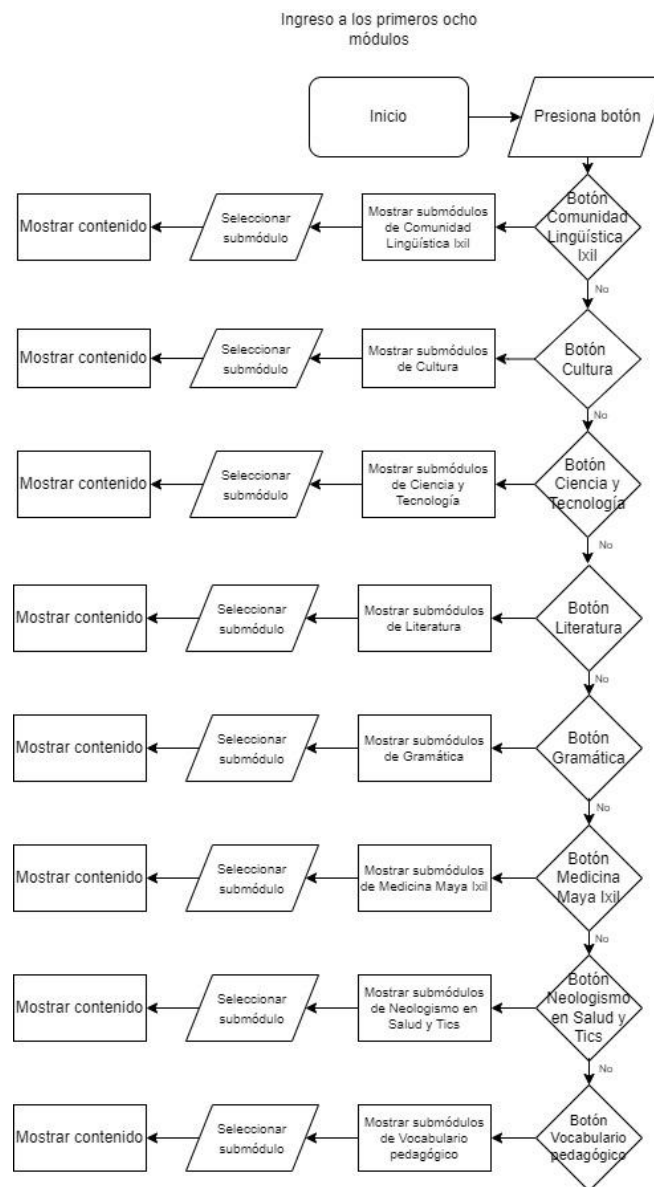 Ingreso a los primeros ocho
módulos
Inicio
Presiona botón
Botón
Comunidad
Lingüística
Ixil
Mostrar submódulos
de Comunidad
Lingüística Ixil
Seleccionar
submódulo
Mostrar contenido
No
Botón
Cultura
Mostrar submódulos
de Cultura
Seleccionar
submódulo
Mostrar contenido
No
Botón
Ciencia y
Tecnología
Mostrar submódulos
de Ciencia y
Tecnología
Seleccionar
submódulo
Mostrar contenido
No
Botón
Literatura
Mostrar submódulos
de Literatura
Seleccionar
submódulo
Mostrar contenido
No
Botón
Gramática
Mostrar submódulos
de Gramática
Seleccionar
submódulo
Mostrar contenido
No
Botón
Medicina
Maya Ixil
Mostrar submódulos
de Medicina Maya Ixil
Seleccionar
submódulo
Mostrar contenido
No
Botón
Neologismo
en Salud y
Tics
Mostrar submódulos
de Neologismo en
Salud y Tics
Seleccionar
submódulo
Mostrar contenido
No
Botón
Vocabulario
pedagógico
Mostrar submódulos
de Vocabulario
pedagógico
Seleccionar
submódulo
Mostrar contenido